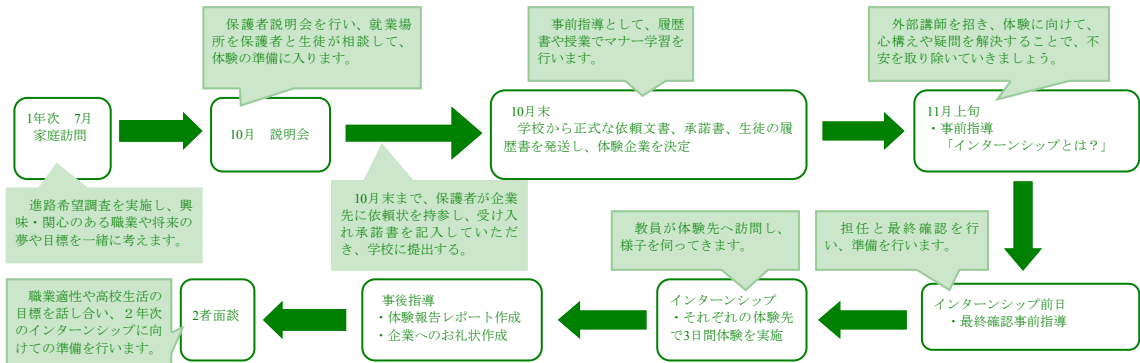 保護者説明会を行い、就業場
所を保護者と生徒が相談して、
体験の準備に入ります。
事前指導として、履歴
書や授業でマナー学習を
行います。
外部講師を招き、体験に向けて、
心構えや疑問を解決することで、不
安を取り除いていきましょう。
1年次　7月
家庭訪問
10月　説明会
10月末
学校から正式な依頼文書、承諾書、生徒の履
歴書を発送し、体験企業を決定
11月上旬
・事前指導
「インターンシップとは？」
進路希望調査を実施し、興
味・関心のある職業や将来の
夢や目標を一緒に考えます。
10月末まで、保護者が企業
先に依頼状を持参し、受け入
れ承諾書を記入していただ
き、学校に提出する。
教員が体験先へ訪問し、
様子を伺ってきます。
担任と最終確認を行
い、準備を行います。
インターンシップ前日
・最終確認事前指導
インターンシップ
・それぞれの体験先
で3日間体験を実施
事後指導
・体験報告レポート作成
・企業へのお礼状作成
2者面談
職業適性や高校生活の
目標を話し合い、２年次
のインターンシップに向
けての準備を行います。